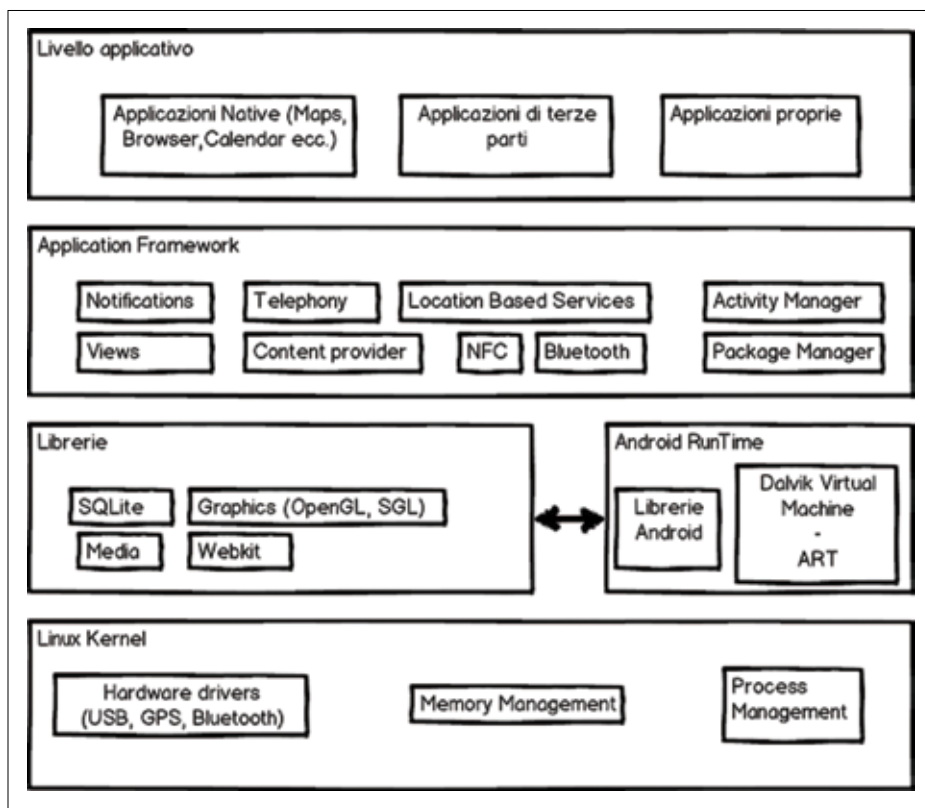 Livello applicativo
Applicazioni Native (Maps,
Browser,Calendar ecc.)
Applicazioni di terze
parti
Applicazioni proprie
Application Framework
Notifications
Telephony
Location Based Services
Activity Manager
Views
Content provider
NFC
Bluetooth
Package Manager
Librerie
SQLite
Graphics (OpenGL, SGL)
Media
Webkit
Android RunTime
Librerie
Android
Dalvik Virtual
Machine
-
ART
Linux Kernel
Hardware drivers
(USB, GPS, Bluetooth)
Memory Management
Process
Management